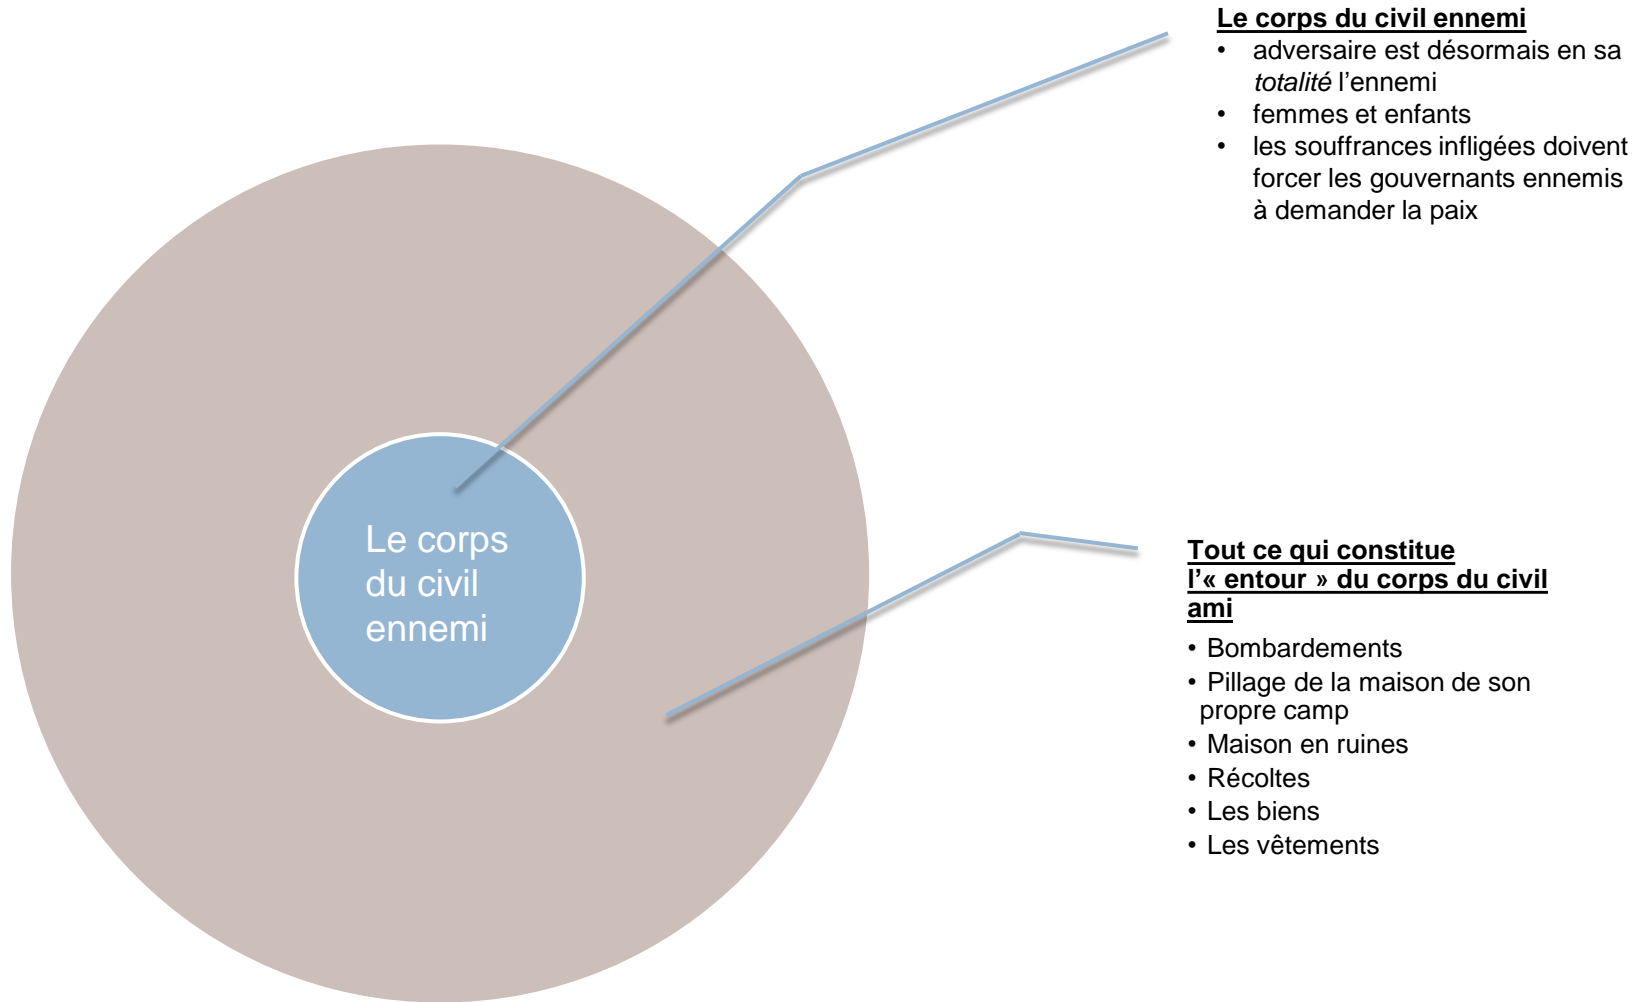 Le corps du civil ennemi
• adversaire est désormais en sa
totalité l’ennemi
• femmes et enfants
• les souffrances infligées doivent
forcer les gouvernants ennemis
à demander la paix
Le corps
du civil
ennemi
Tout ce qui constitue
l’« entour » du corps du civil
ami
• Bombardements
• Pillage de la maison de son
propre camp
• Maison en ruines
• Récoltes
• Les biens
• Les vêtements